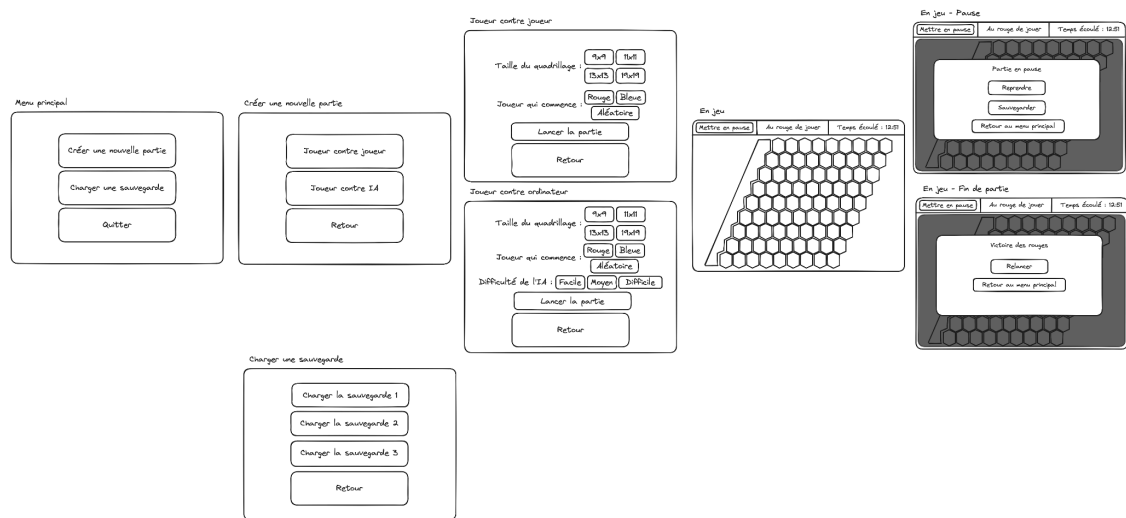 Menu principal
Créer une nouvelle partie
Charger une sauvegarde
Quitter
Créer une nouvelle partie
Joueur contre joueur
Joueur contre IA
Retour
Charger une sauvegarde
Charger la sauvegarde 1
Charger la sauvegarde 2
Charger la sauvegarde 3
Retour
Joueur contre joueur
Taille du quadrillage : 9x9 11x11
13x13 19x19
Joueur qui commence : Rouge Bleue
Aléatoire
Lancer la partie
Retour
Joueur contre ordinateur
Taille du quadrillage : 9x9 11x11
13x13 19x19
Joueur qui commence : Rouge Bleue
Aléatoire
Difficulté de l'IA : Facile Moyen Difficile
Lancer la partie
Retour
En jeu
Mettre en pause Au rouge de jouer Temps écoulé : 12:51
En jeu - Pause
Mettre en pause Au rouge de jouer Temps écoulé : 12:51
Partie en pause
Reprendre
Sauvegarder
Retour au menu principal
En jeu - Fin de partie
Mettre en pause Au rouge de jouer Temps écoulé : 12:51
Victoire des rouges
Relancer
Retour au menu principal